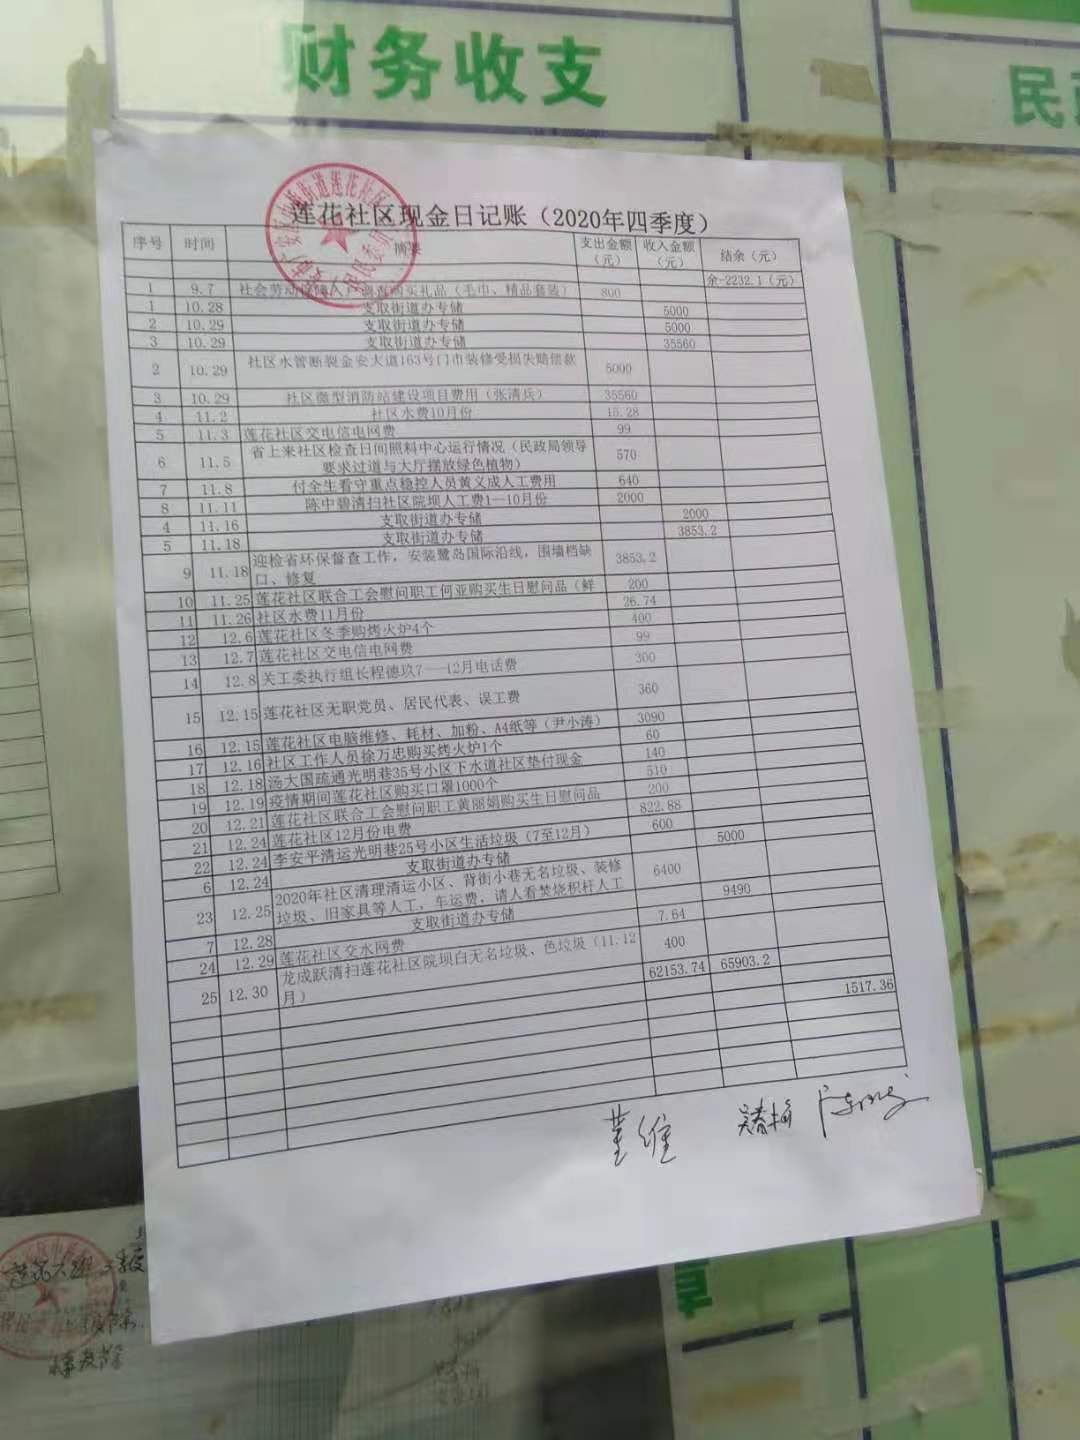 财务收支
莲花社区现金日记账（2020年四季度）
序号 时间 摘要 支出金额（元） 收入金额（元） 结余（元）
余-2232.1（元）
1 9.7 购买礼品（毛巾、精品套装） 800
1 10.28 支取街道办专储 5000
2 10.29 支取街道办专储 5000
3 10.29 支取街道办专储 35560
2 10.29 社区水管断裂金安大道163号门市装修受损失赔偿款 5000
3 10.29 社区微型消防站建设项目费用（张清兵） 35560
4 11.2 社区水费10月份 15.28
5 11.3 莲花社区交电信电网费 99
6 11.5 省上来社区检查日间照料中心运行情况（民政局领导
要求过道与大厅摆放绿色植物） 570
7 11.8 付全生看守重点稳控人员黄义成人工费用 640
8 11.11 陈中碧清扫社区院坝人工费1—10月份 2000
4 11.16 支取街道办专储 2000
5 11.18 支取街道办专储 3853.2
9 11.18 迎检省环保督查工作，安装鹭岛国际沿线，围墙档缺
口、修复 3853.2
10 11.25 莲花社区联合工会慰问职工何亚购买生日慰问品（鲜 200
11 11.26 社区水费11月份 26.74
12 12.6 莲花社区冬季购烤火炉4个 400
13 12.7 莲花社区交电信电网费 99
14 12.8 关工委执行组长程德玖7—12月电话费 300
15 12.15 莲花社区无职党员、居民代表、误工费 360
16 12.15 莲花社区电脑维修、耗材、加粉、A4纸等（尹小涛） 3090
17 12.16 社区工作人员徐万忠购买烤火炉1个 60
18 12.18 汤大国疏通光明巷35号小区下水道社区垫付现金 140
19 12.19 疫情期间莲花社区购买口罩1000个 510
20 12.21 莲花社区联合工会慰问职工黄丽娟购买生日慰问品 200
21 12.24 莲花社区12月份电费 822.88
22 12.24 李安平清运光明巷25号小区生活垃圾（7至12月） 600
6 12.24 支取街道办专储 5000
23 12.25 2020年社区清理清运小区、背街小巷无名垃圾、装修
垃圾、旧家具等人工，车运费，请人看焚烧枳杆人工 6400
7 12.28 支取街道办专储 9490
24 12.29 莲花社区交水网费 7.64
25 12.30 龙成跃清扫莲花社区院坝白无名垃圾、色垃圾（11.12
月） 400
62153.74 65903.2
1517.36
董维